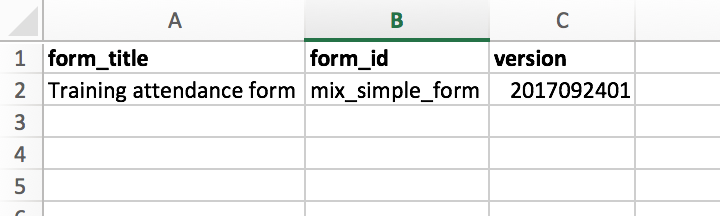 A B C
1 form_title form_id version
2 Training attendance form mix_simple_form 2017092401
3
4
5